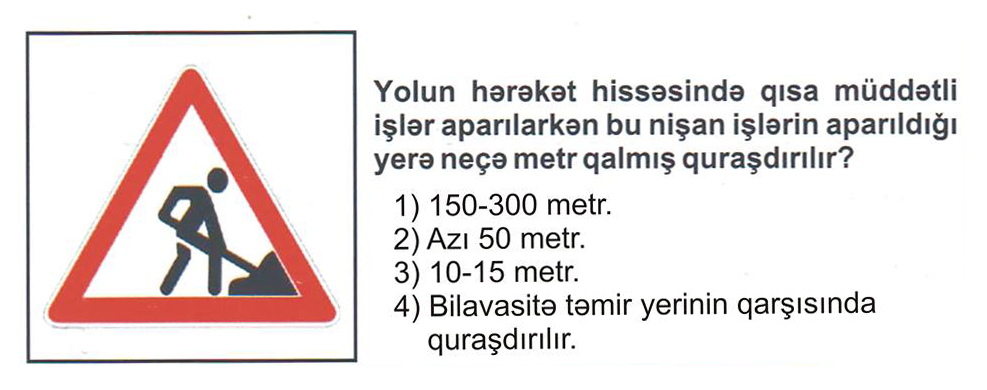 Yolun hərəkət hissəsində qısa müddətli
işlər aparılarkən bu nişan işlərin aparıldığı
yerə neçə metr qalmış quraşdırılır?
1) 150-300 metr.
2) Azı 50 metr.
3) 10-15 metr.
4) Bilavasitə təmir yerinin qarşısında
quraşdırılır.